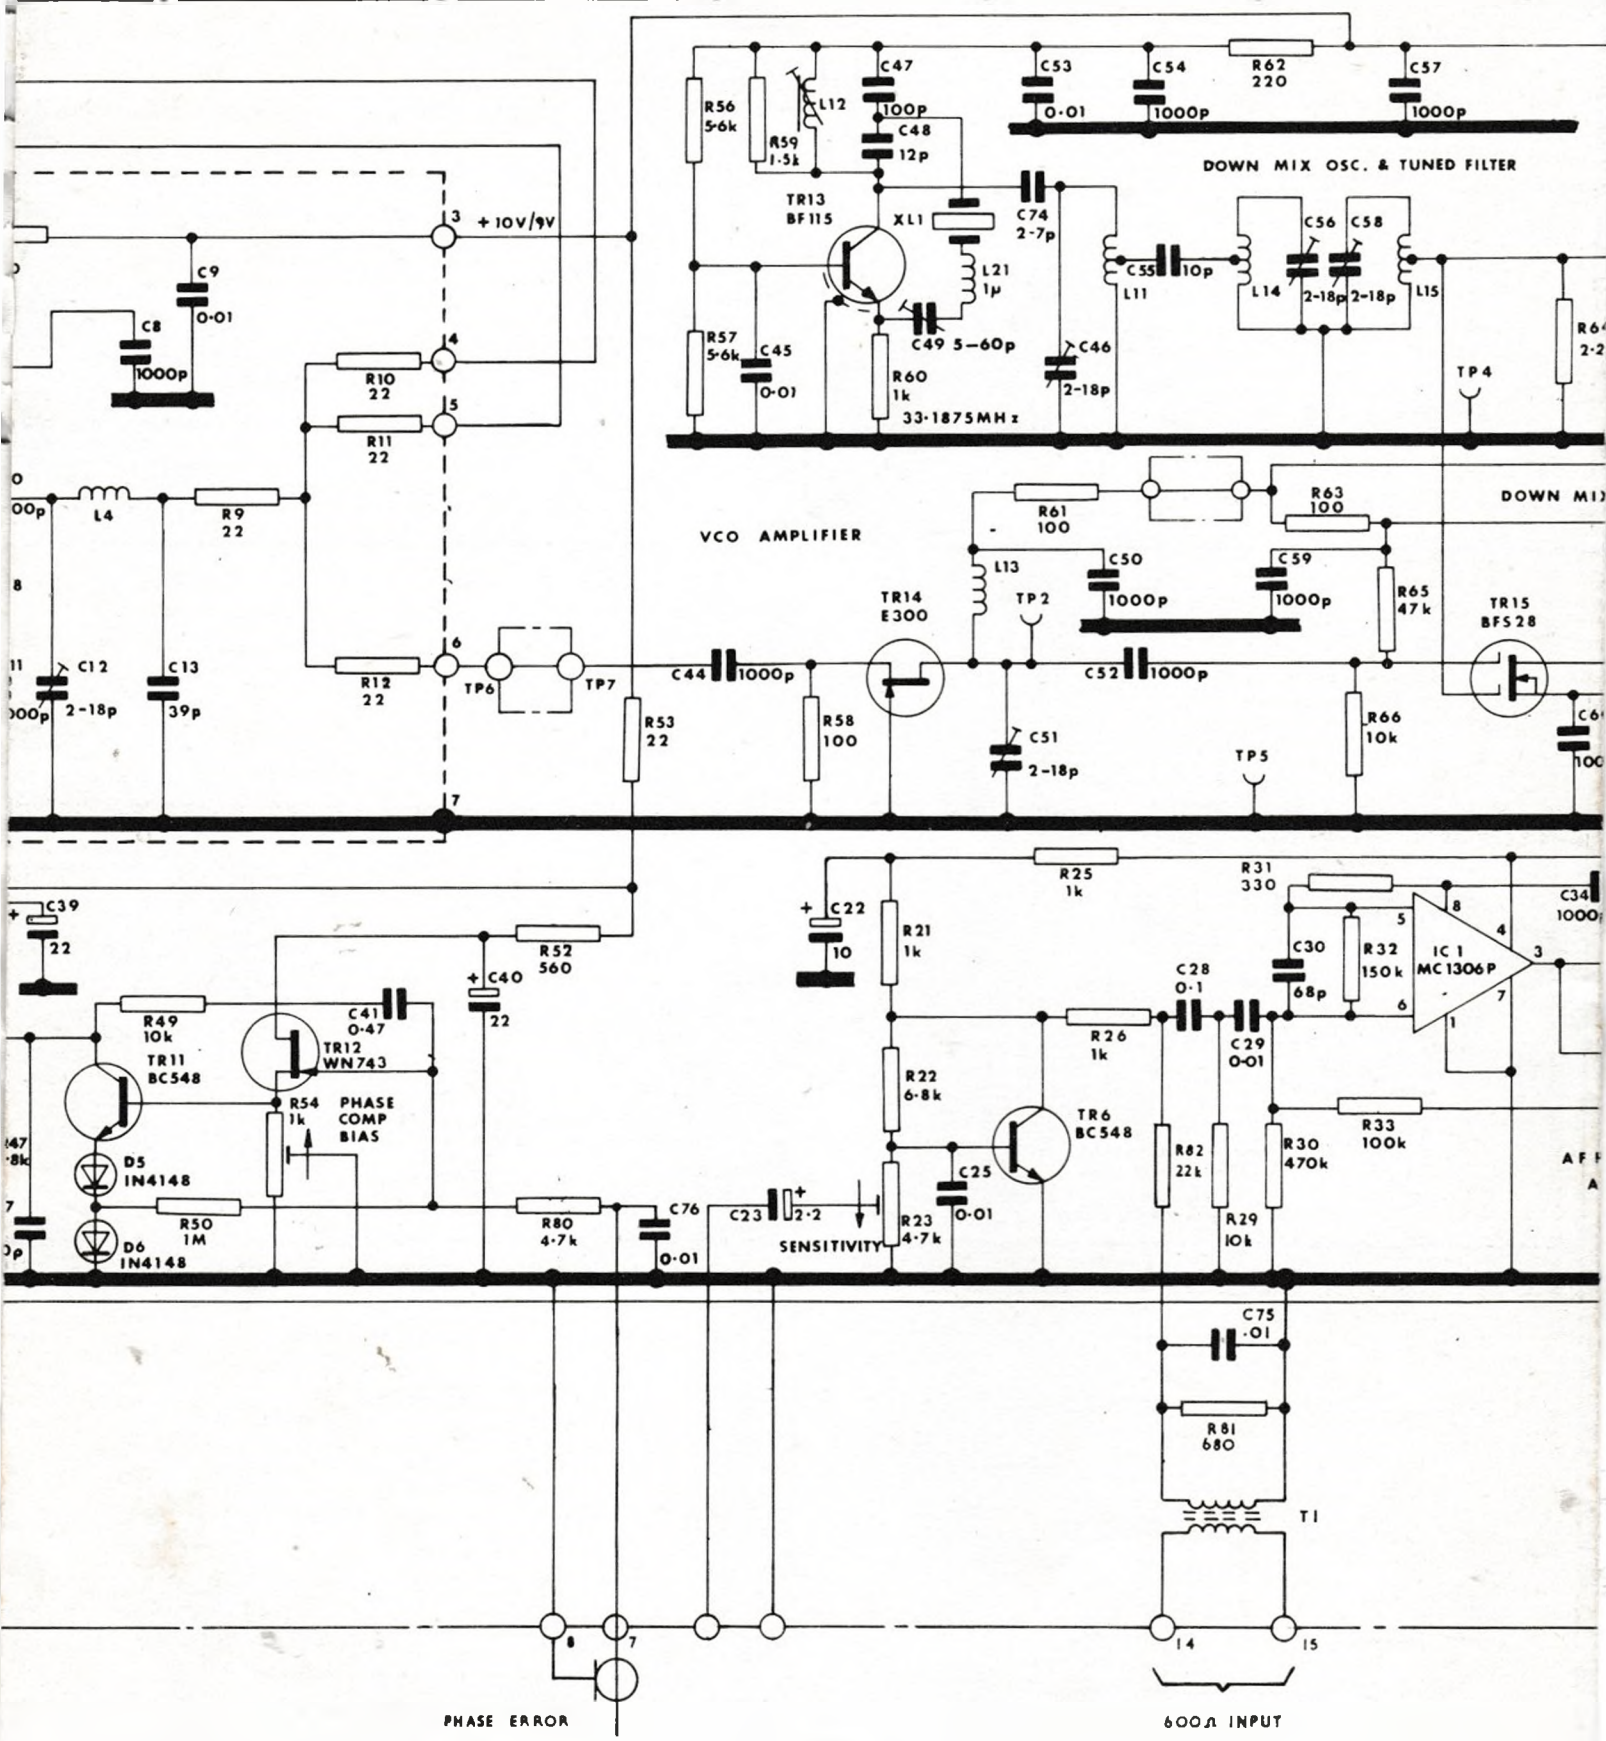 C47
100p
C53
0·01
C54
1000p
R62
220
C57
1000p
R56
5·6k
L12
R59
1·5k
C48
12p
DOWN MIX OSC. & TUNED FILTER
TR13
BF115
XL1
C74
2-7p
C56
C58
3
+10V/9V
C9
0·01
L21
1μ
C55
10p
L11
L14
2-18p
2-18p
L15
C8
1000p
4
R10
22
R57
5·6k
C45
0·01
C49 5-60p
R60
1k
33·1875MHz
C46
2-18p
TP4
R64
5
R11
22
L4
R9
22
R61
100
R63
100
VCO AMPLIFIER
L13
C50
1000p
C59
1000p
R65
47k
TR14
E300
TP2
TR15
BFS28
C12
2-18p
C13
39p
6
R12
22
TP6
TP7
C44
1000p
C52
1000p
R53
22
R58
100
C51
2-18p
R66
10k
TP5
7
R25
1k
R31
330
C34
1000p
C39
+
22
R52
560
+
C22
10
R21
1k
8
5
4
C30
68p
R32
150k
IC 1
MC1306P
3
+
C40
22
C28
0·1
6
7
1
R49
10k
C41
0·47
TR12
WN743
R26
1k
C29
0·01
TR11
BC548
R54
1k
PHASE
COMP
BIAS
R22
6·8k
TR6
BC548
R82
22k
R30
470k
R33
100k
D5
IN4148
C25
0·01
R50
1M
R80
4·7k
C76
0·01
C23
+
2·2
R23
4·7k
SENSITIVITY
R29
10k
D6
IN4148
C75
·01
R81
680
T1
8
7
14
15
PHASE ERROR
600Ω INPUT